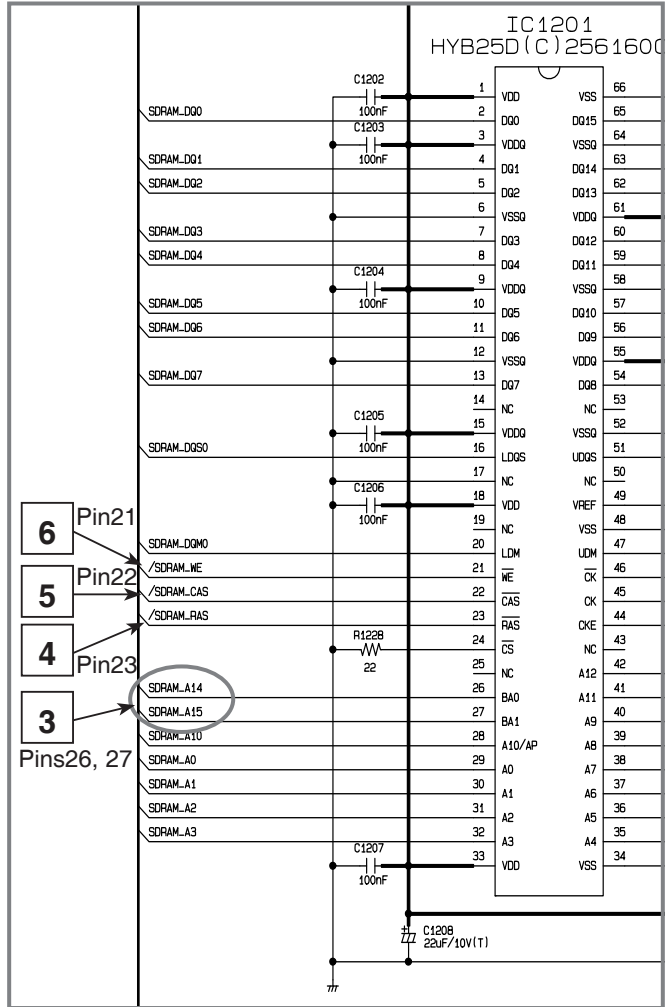 IC1201
HYB25D(C)2561600
C1202
100nF
1 VDD VSS 66
SDRAM_DQ0
2 DQ0 DQ15 65
C1203
100nF
3 VDDQ VSSQ 64
SDRAM_DQ1
4 DQ1 DQ14 63
SDRAM_DQ2
5 DQ2 DQ13 62
6 VSSQ VDDQ 61
SDRAM_DQ3
7 DQ3 DQ12 60
SDRAM_DQ4
8 DQ4 DQ11 59
C1204
100nF
9 VDDQ VSSQ 58
SDRAM_DQ5
10 DQ5 DQ10 57
SDRAM_DQ6
11 DQ6 DQ9 56
12 VSSQ VDDQ 55
SDRAM_DQ7
13 DQ7 DQ8 54
14 NC NC 53
C1205
100nF
15 VDDQ VSSQ 52
SDRAM_DQS0
16 LDQS UDQS 51
17 NC NC 50
C1206
100nF
18 VDD VREF 49
19 NC VSS 48
6 Pin21
SDRAM_DQM0
20 LDM UDM 47
/SDRAM_WE
21 WE CK 46
5 Pin22
/SDRAM_CAS
22 CAS CK 45
/SDRAM_RAS
23 RAS CKE 44
4 Pin23
R1228
22
24 CS NC 43
25 NC A12 42
3
Pins26, 27
SDRAM_A14
26 BA0 A11 41
SDRAM_A15
27 BA1 A9 40
SDRAM_A10
28 A10/AP A8 39
SDRAM_A0
29 A0 A7 38
SDRAM_A1
30 A1 A6 37
SDRAM_A2
31 A2 A5 36
SDRAM_A3
32 A3 A4 35
C1207
100nF
33 VDD VSS 34
+
C1208
22uF/10V(T)